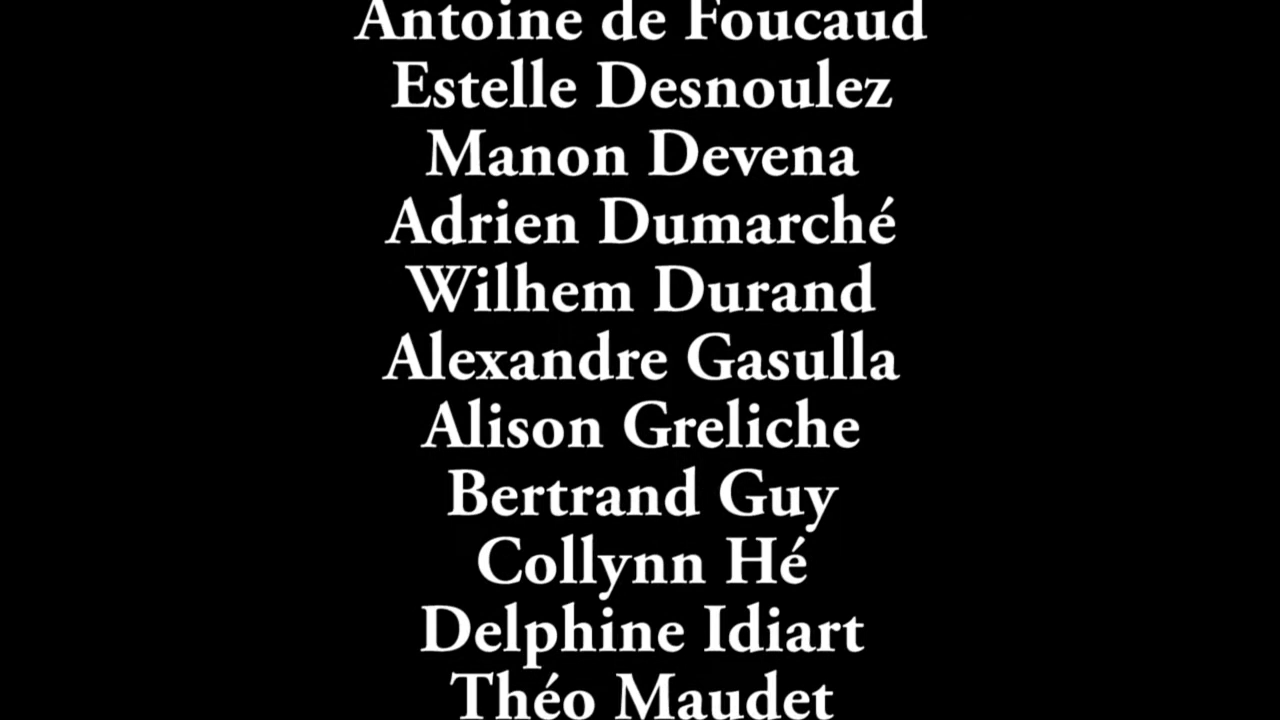 Antoine de Foucaud
Estelle Desnoulez
Manon Devena
Adrien Dumarché
Wilhem Durand
Alexandre Gasulla
Alison Greliche
Bertrand Guy
Collynn Hé
Delphine Idiart
Théo Maudet